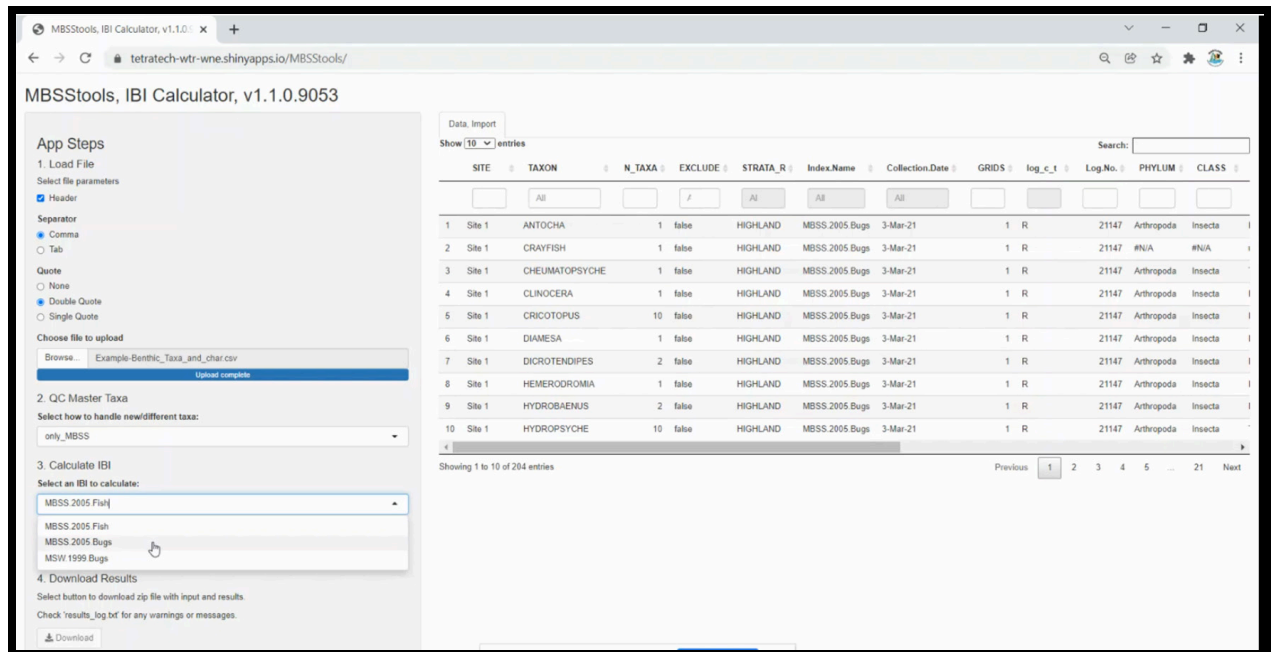 MBSStools, IBI Calculator, v1.1.0
tetratech-wtr-wne.shinyapps.io/MBSStools/
MBSStools, IBI Calculator, v1.1.0.9053
App Steps
1. Load File
Select file parameters
Header
Separator
Comma
Tab
Quote
None
Double Quote
Single Quote
Choose file to upload
Browse... Example-Benthic_Taxa_and_char.csv
Upload complete
2. QC Master Taxa
Select how to handle new/different taxa:
only_MBSS
3. Calculate IBI
Select an IBI to calculate:
MBSS.2005.Fish
MBSS.2005.Fish
MBSS.2005.Bugs
MSW.1999.Bugs
4. Download Results
Select button to download zip file with input and results.
Check 'results_log.txt' for any warnings or messages.
Download
Data, Import
Show 10 entries Search:
SITE TAXON N_TAXA EXCLUDE STRATA_R Index.Name Collection.Date GRIDS log_c_t Log.No. PHYLUM CLASS
All Al All All
1 Site 1 ANTOCHA 1 false HIGHLAND MBSS.2005.Bugs 3-Mar-21 1 R 21147 Arthropoda Insecta
2 Site 1 CRAYFISH 1 false HIGHLAND MBSS.2005.Bugs 3-Mar-21 1 R 21147 #N/A #N/A
3 Site 1 CHEUMATOPSYCHE 1 false HIGHLAND MBSS.2005.Bugs 3-Mar-21 1 R 21147 Arthropoda Insecta
4 Site 1 CLINOCERA 1 false HIGHLAND MBSS.2005.Bugs 3-Mar-21 1 R 21147 Arthropoda Insecta
5 Site 1 CRICOTOPUS 10 false HIGHLAND MBSS.2005.Bugs 3-Mar-21 1 R 21147 Arthropoda Insecta
6 Site 1 DIAMESA 1 false HIGHLAND MBSS.2005.Bugs 3-Mar-21 1 R 21147 Arthropoda Insecta
7 Site 1 DICROTENDIPES 2 false HIGHLAND MBSS.2005.Bugs 3-Mar-21 1 R 21147 Arthropoda Insecta
8 Site 1 HEMERODROMIA 1 false HIGHLAND MBSS.2005.Bugs 3-Mar-21 1 R 21147 Arthropoda Insecta
9 Site 1 HYDROBAENUS 2 false HIGHLAND MBSS.2005.Bugs 3-Mar-21 1 R 21147 Arthropoda Insecta
10 Site 1 HYDROPSYCHE 10 false HIGHLAND MBSS.2005.Bugs 3-Mar-21 1 R 21147 Arthropoda Insecta
Showing 1 to 10 of 204 entries Previous 1 2 3 4 5 ... 21 Next